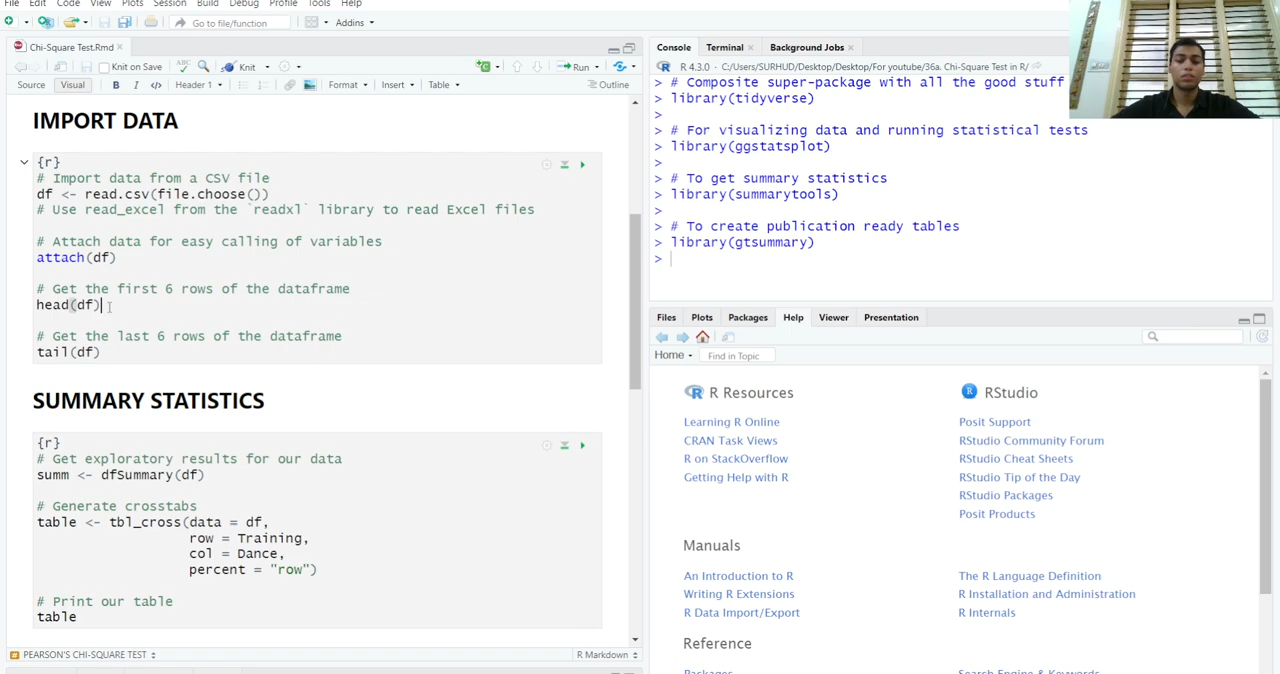 File Edit Code View Plots Session Build Debug Profile Tools Help
Go to file/function
Addins
Chi-Square Test.Rmd
Knit on Save
Knit
Run
Source
Visual
B
I
Header 1
Format
Insert
Table
Outline
IMPORT DATA
{r}
# Import data from a CSV file
df <- read.csv(file.choose())
# Use read_excel from the `readxl` library to read Excel files
# Attach data for easy calling of variables
attach(df)
# Get the first 6 rows of the dataframe
head(df)
# Get the last 6 rows of the dataframe
tail(df)
SUMMARY STATISTICS
{r}
# Get exploratory results for our data
summ <- dfSummary(df)
# Generate crosstabs
table <- tbl_cross(data = df,
row = Training,
col = Dance,
percent = "row")
# Print our table
table
PEARSON'S CHI-SQUARE TEST
R Markdown
Console
Terminal
Background Jobs
R 4.3.0 · C:/Users/SURHUD/Desktop/Desktop/For youtube/36a. Chi-Square Test in R/
> # Composite super-package with all the good stuff
> library(tidyverse)
>
> # For visualizing data and running statistical tests
> library(ggstatsplot)
>
> # To get summary statistics
> library(summarytools)
>
> # To create publication ready tables
> library(gtsummary)
>
Files
Plots
Packages
Help
Viewer
Presentation
Home
Find in Topic
R Resources
Learning R Online
CRAN Task Views
R on StackOverflow
Getting Help with R
RStudio
Posit Support
RStudio Community Forum
RStudio Cheat Sheets
RStudio Tip of the Day
RStudio Packages
Posit Products
Manuals
An Introduction to R
Writing R Extensions
R Data Import/Export
The R Language Definition
R Installation and Administration
R Internals
Reference
Packages
Search Engine & Keywords